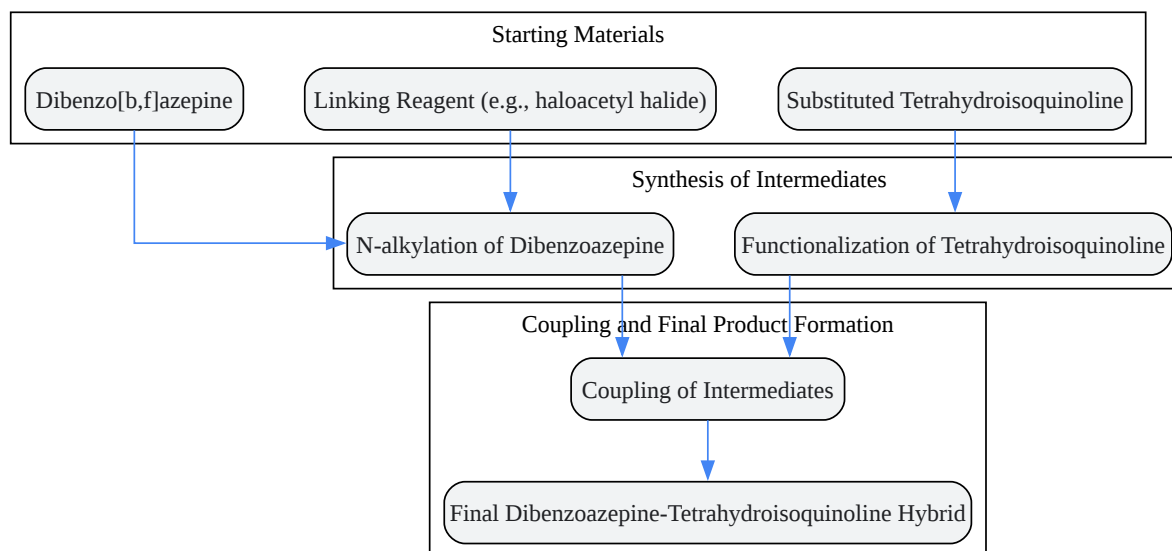 Starting Materials
Dibenzo[b,f]azepine
Linking Reagent (e.g., haloacetyl halide)
Substituted Tetrahydroisoquinoline
Synthesis of Intermediates
N-alkylation of Dibenzoazepine
Functionalization of Tetrahydroisoquinoline
Coupling and Final Product Formation
Coupling of Intermediates
Final Dibenzoazepine-Tetrahydroisoquinoline Hybrid